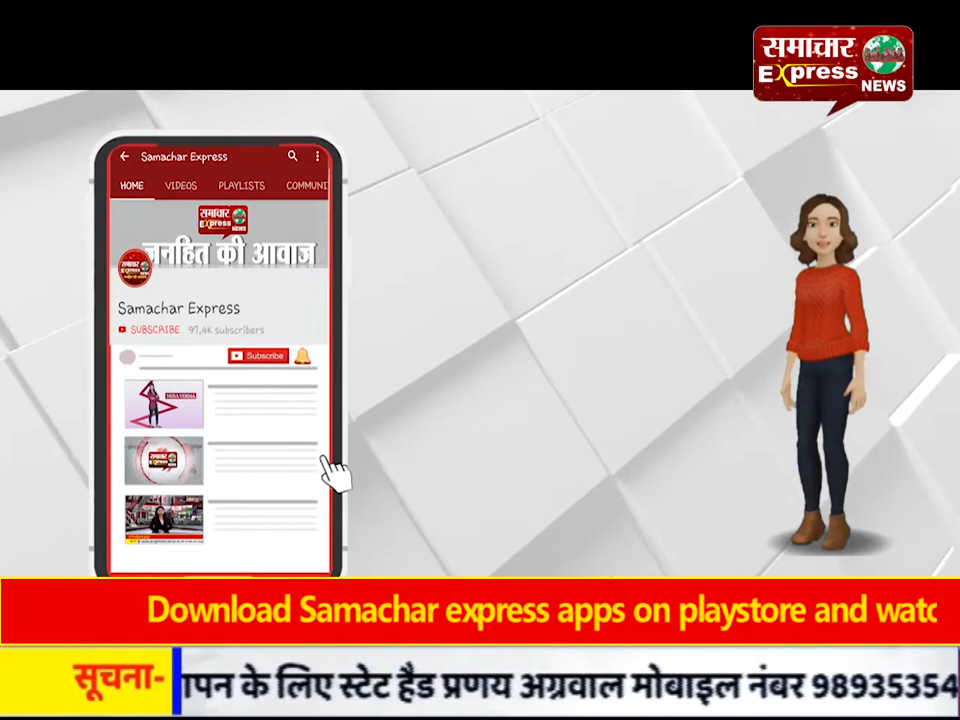 समाचार
Express
NEWS
Samachar Express
HOME VIDEOS PLAYLISTS COMMUNI
समाचार
Express
NEWS
जनहित की आवाज
Samachar Express
SUBSCRIBE 97.4K subscribers
Subscribe
Download Samachar express apps on playstore and watc
सूचना- ापन के लिए स्टेट हैड प्रणय अग्रवाल मोबाइल नंबर 98935354